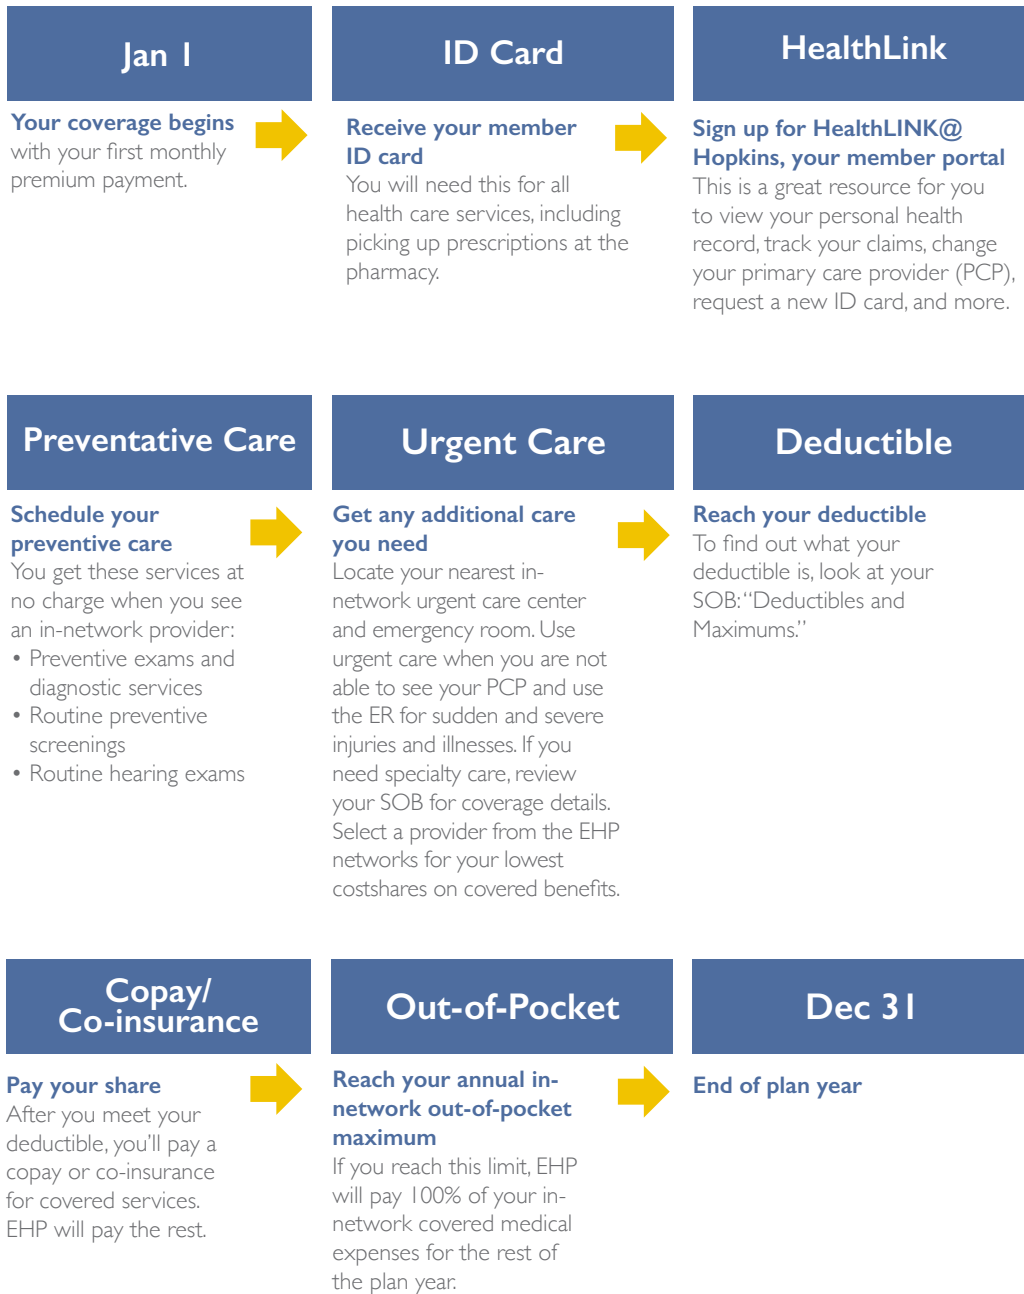 Jan 1
Your coverage begins
with your first monthly
premium payment.
ID Card
Receive your member
ID card
You will need this for all
health care services, including
picking up prescriptions at the
pharmacy.
HealthLink
Sign up for HealthLINK@
Hopkins, your member portal
This is a great resource for you
to view your personal health
record, track your claims, change
your primary care provider (PCP),
request a new ID card, and more.
Preventative Care
Schedule your
preventive care
You get these services at
no charge when you see
an in-network provider:
• Preventive exams and
diagnostic services
• Routine preventive
screenings
• Routine hearing exams
Urgent Care
Get any additional care
you need
Locate your nearest in-
network urgent care center
and emergency room. Use
urgent care when you are not
able to see your PCP and use
the ER for sudden and severe
injuries and illnesses. If you
need specialty care, review
your SOB for coverage details.
Select a provider from the EHP
networks for your lowest
costshares on covered benefits.
Deductible
Reach your deductible
To find out what your
deductible is, look at your
SOB: “Deductibles and
Maximums.”
Copay/
Co-insurance
Pay your share
After you meet your
deductible, you’ll pay a
copay or co-insurance
for covered services.
EHP will pay the rest.
Out-of-Pocket
Reach your annual in-
network out-of-pocket
maximum
If you reach this limit, EHP
will pay 100% of your in-
network covered medical
expenses for the rest of
the plan year.
Dec 31
End of plan year